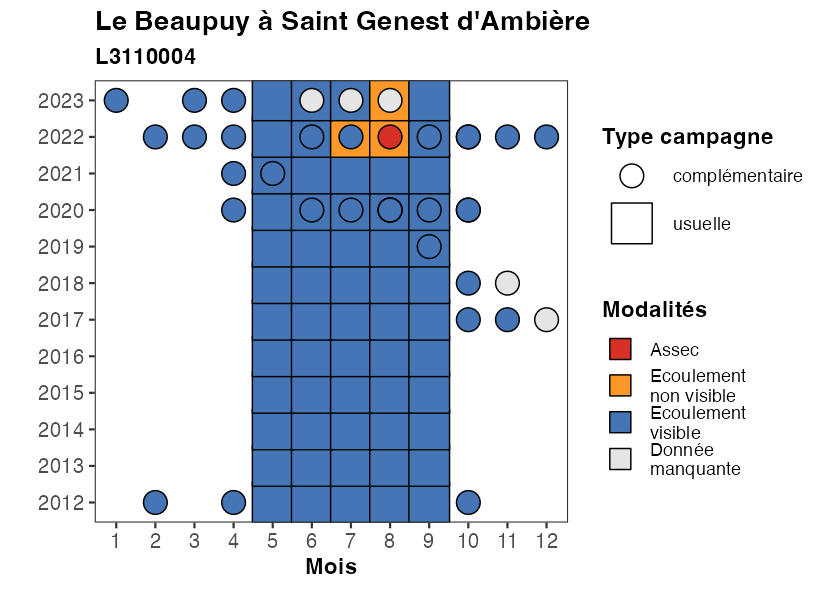 Le Beaupuy à Saint Genest d'Ambière
L3110004
2023
2022
2021
2020
2019
2018
2017
2016
2015
2014
2013
2012
1 2 3 4 5 6 7 8 9 10 11 12
Mois
Type campagne
complémentaire
usuelle
Modalités
Assec
Ecoulement
non visible
Ecoulement
visible
Donnée
manquante